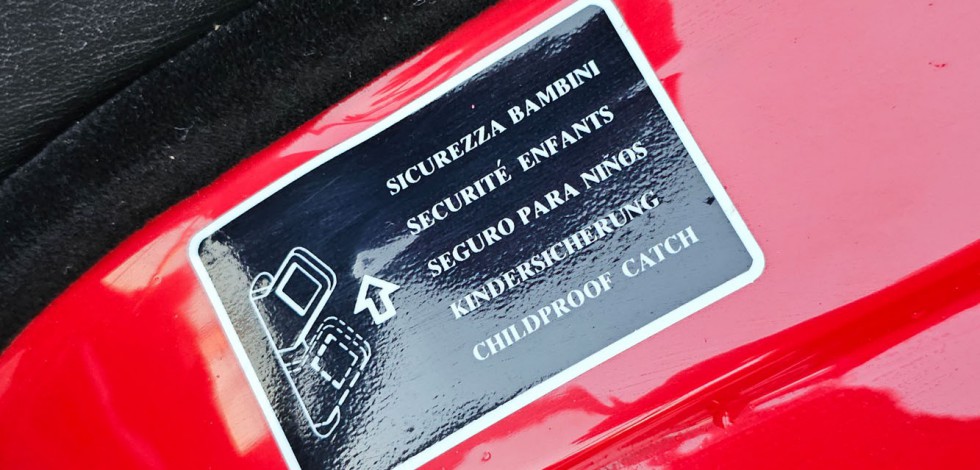 SICUREZZA BAMBINI
SECURITÉ ENFANTS
SEGURO PARA NIÑOS
KINDERSICHERUNG
CHILDPROOF CATCH